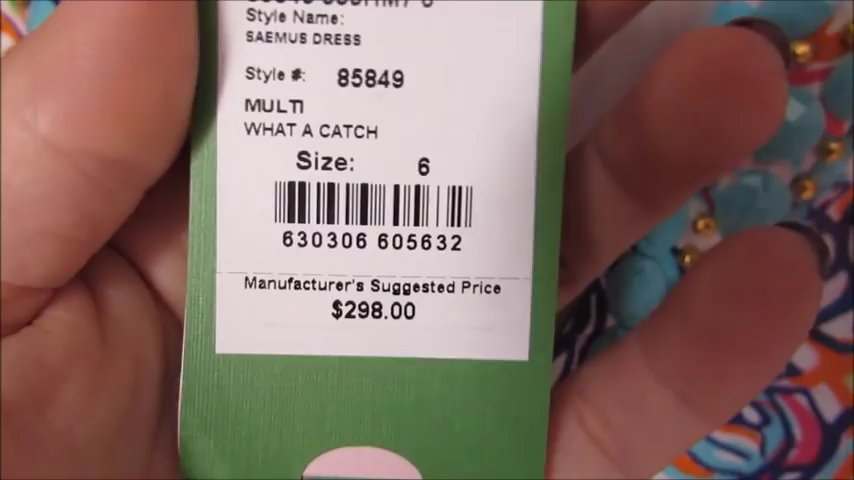 Style Name:
SAEMUS DRESS
Style #: 85849
MULTI
WHAT A CATCH
Size: 6
630306 605632
Manufacturer's Suggested Price
$298.00